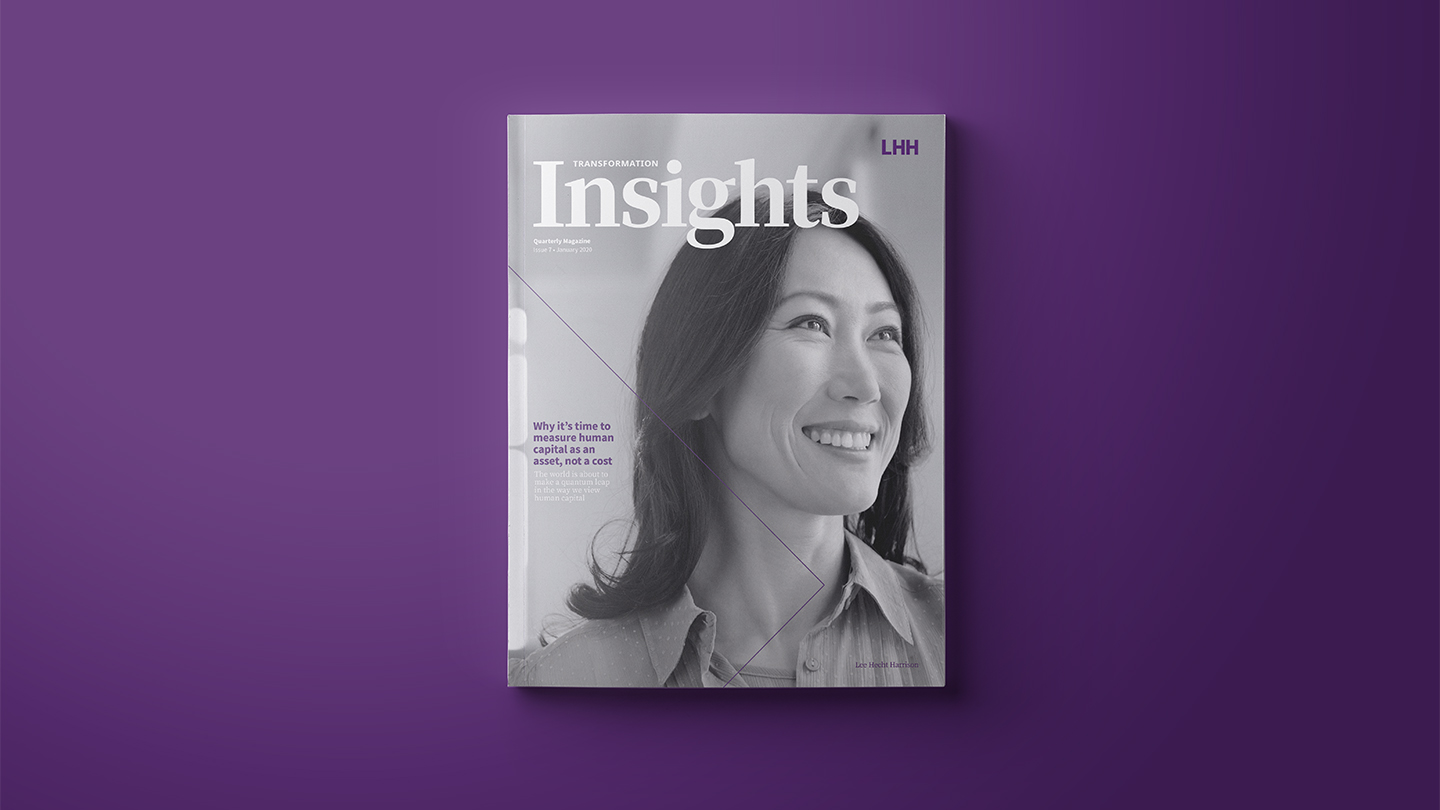 LHH
TRANSFORMATION
Insights
Quarterly Magazine
Issue 7 • January 2020
Why it’s time to
measure human
capital as an
asset, not a cost
The world is about to
make a quantum leap
in the way we view
human capital
Lee Hecht Harrison